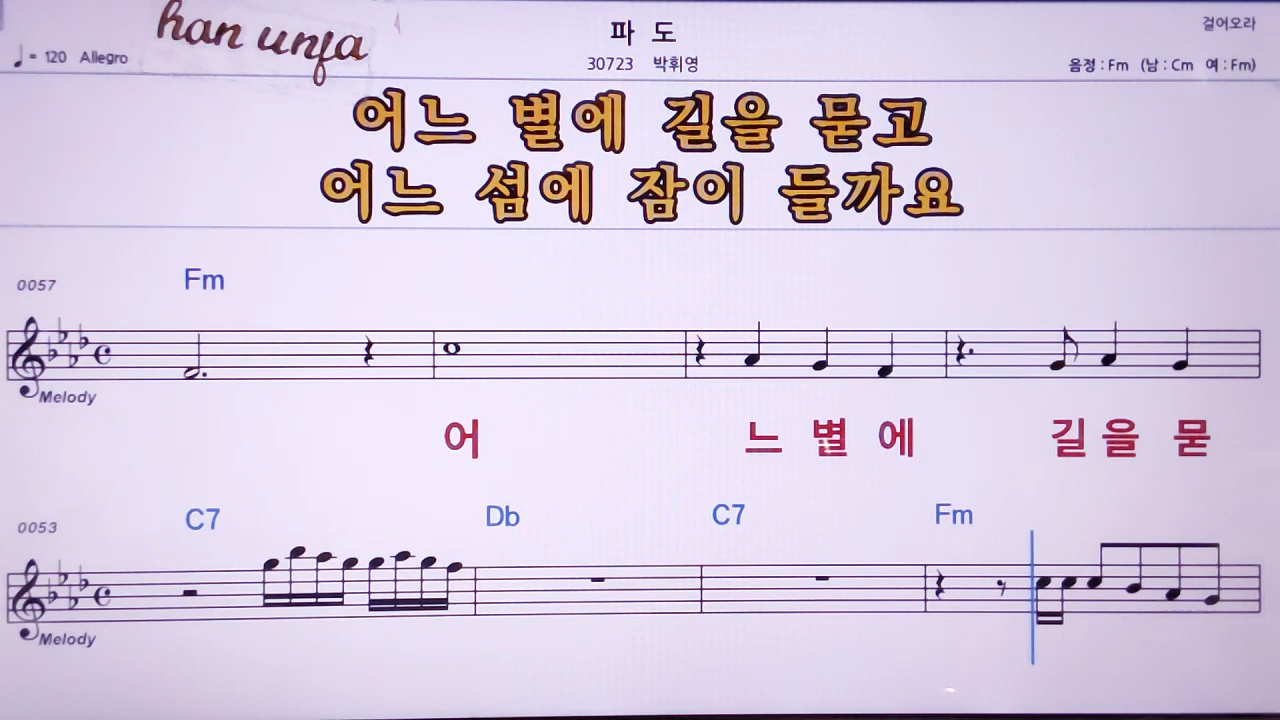 han unja
걸어오라
파 도
♩= 120 Allegro
30723 박휘영
음정 : Fm (남 : Cm 여 : Fm)
어느 별에 길을 묻고
어느 섬에 잠이 들까요
0057 Fm
Melody
어 느 별 에 길 을 묻
0053 C7 Db C7 Fm
Melody